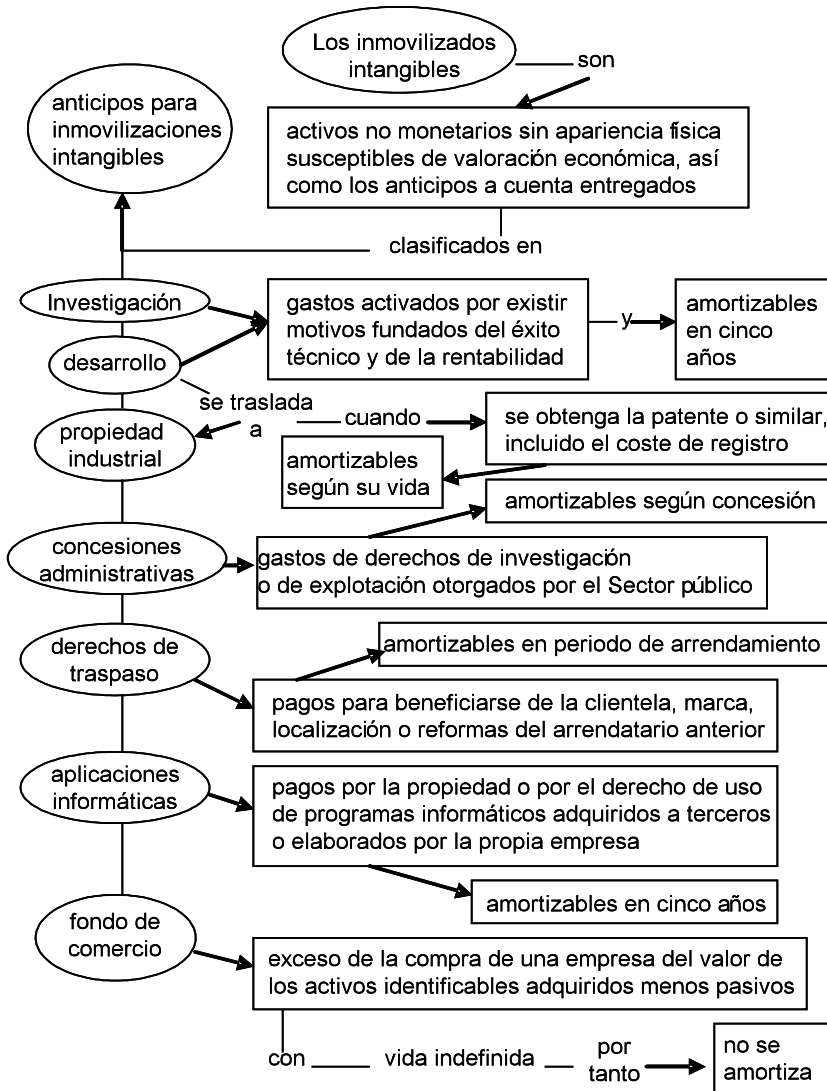 Los inmovilizados
intangibles
son
anticipos para
inmovilizaciones
intangibles
activos no monetarios sin apariencia física
susceptibles de valoración económica, así
como los anticipos a cuenta entregados
clasificados en
Investigación
gastos activados por existir
motivos fundados del éxito
técnico y de la rentabilidad
y
amortizables
en cinco
años
desarrollo
se traslada
a
cuando
se obtenga la patente o similar,
incluido el coste de registro
propiedad
industrial
amortizables
según su vida
amortizables según concesión
concesiones
administrativas
gastos de derechos de investigación
o de explotación otorgados por el Sector público
derechos de
traspaso
amortizables en periodo de arrendamiento
pagos para beneficiarse de la clientela, marca,
localización o reformas del arrendatario anterior
aplicaciones
informáticas
pagos por la propiedad o por el derecho de uso
de programas informáticos adquiridos a terceros
o elaborados por la propia empresa
amortizables en cinco años
fondo de
comercio
exceso de la compra de una empresa del valor de
los activos identificables adquiridos menos pasivos
con
vida indefinida
por
tanto
no se
amortiza